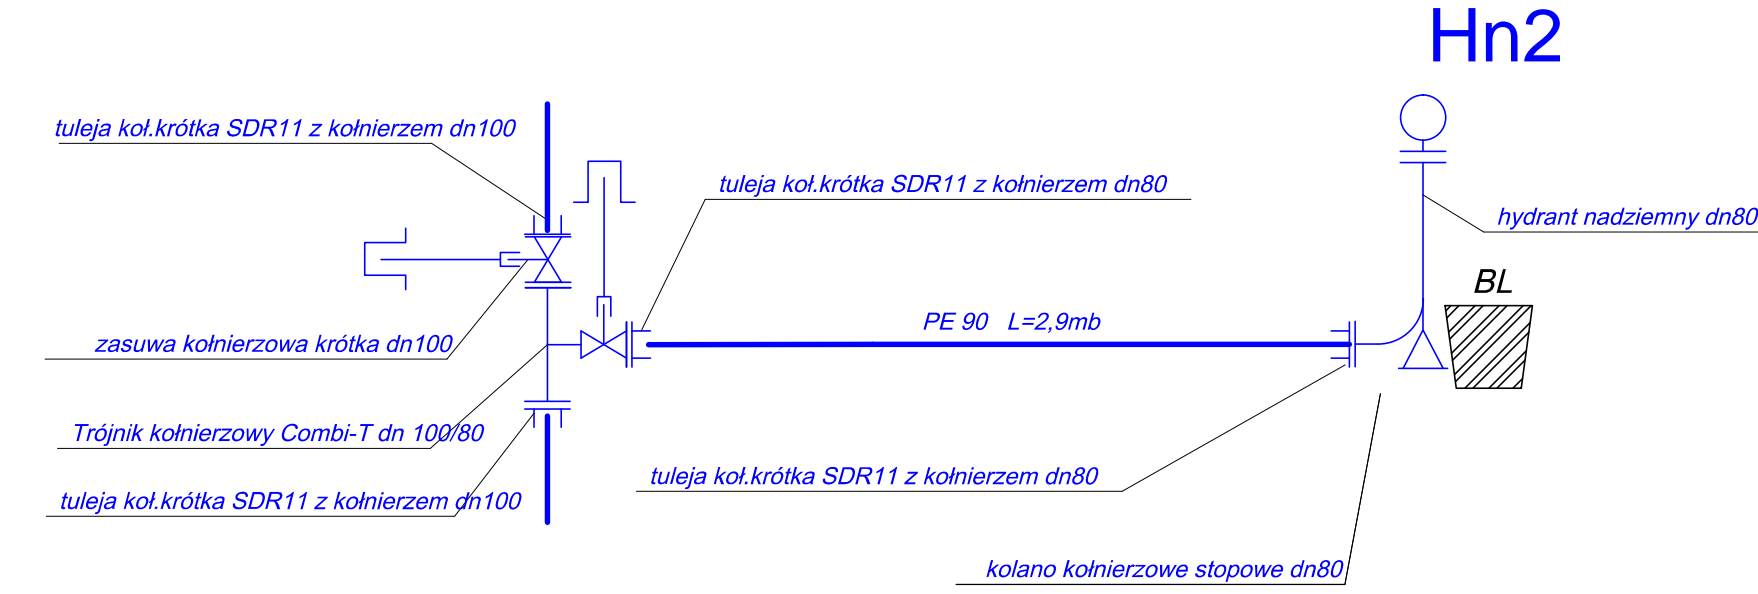 Hn2
tuleja koł.krótka SDR11 z kołnierzem dn100
tuleja koł.krótka SDR11 z kołnierzem dn80
hydrant nadziemny dn80
BL
PE 90 L=2,9mb
zasuwa kołnierzowa krótka dn100
Trójnik kołnierzowy Combi-T dn 100/80
tuleja koł.krótka SDR11 z kołnierzem dn80
tuleja koł.krótka SDR11 z kołnierzem dn100
kolano kołnierzowe stopowe dn80